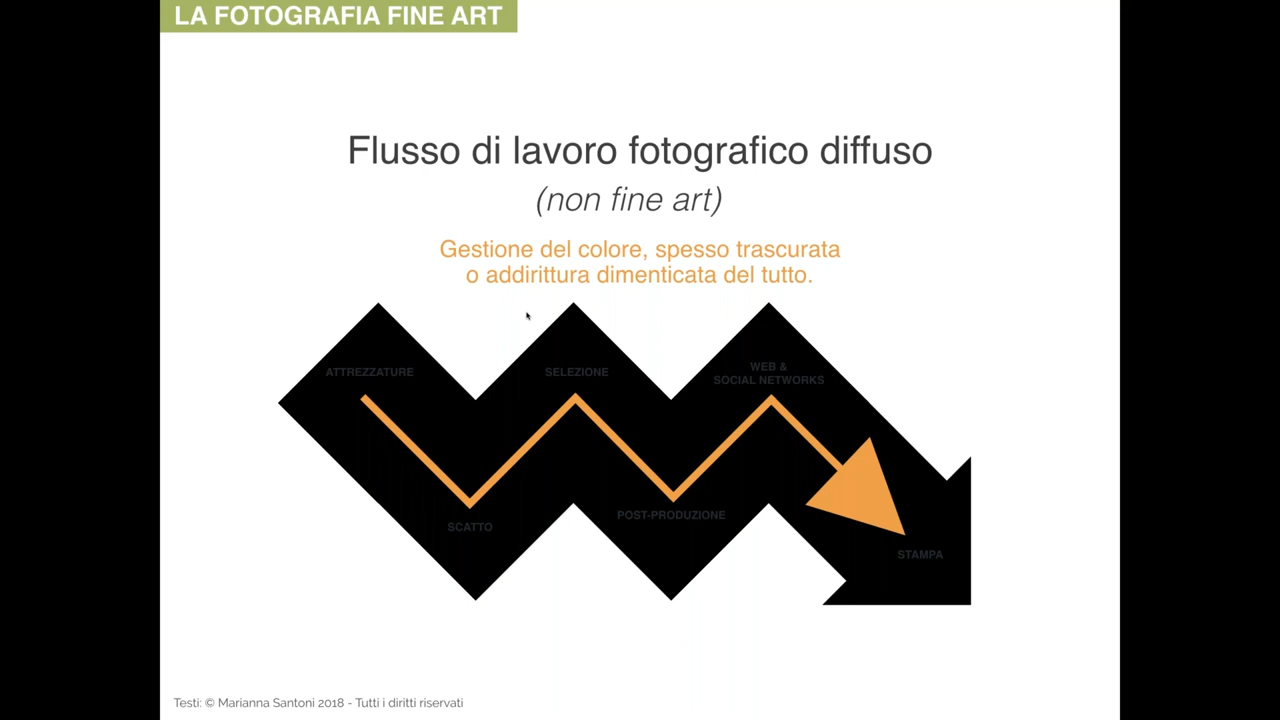 LA FOTOGRAFIA FINE ART
Flusso di lavoro fotografico diffuso
(non fine art)
Gestione del colore, spesso trascurata
o addirittura dimenticata del tutto.
ATTREZZATURE
SCATTO
SELEZIONE
POST-PRODUZIONE
WEB &
SOCIAL NETWORKS
STAMPA
Testi: © Marianna Santoni 2018 - Tutti i diritti riservati